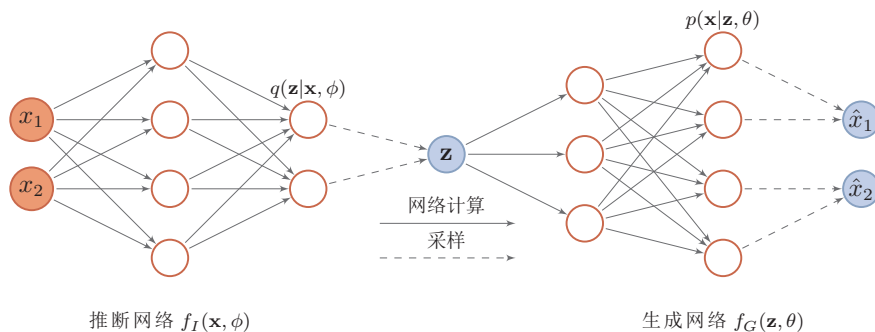 p(x|z, θ)
q(z|x, ϕ)
x₁
x̂₁
z
x₂
x̂₂
网络计算
采样
推断网络 f_I(x, ϕ)
生成网络 f_G(z, θ)